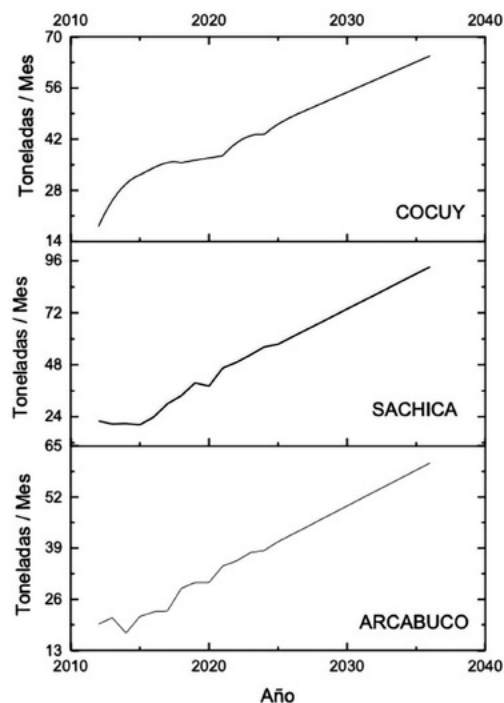 2010 2020 2030 2040
70
56
42
28
14
Toneladas / Mes
COCUY
96
72
48
24
Toneladas / Mes
SACHICA
65
52
39
26
13
Toneladas / Mes
ARCABUCO
2010 2020 2030 2040
Año